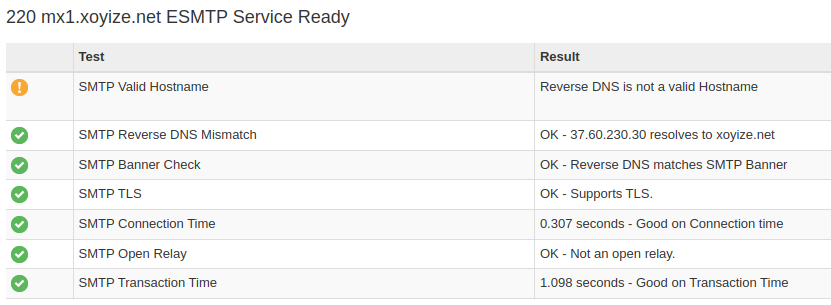 220 mx1.xoyize.net ESMTP Service Ready
Test Result
SMTP Valid Hostname Reverse DNS is not a valid Hostname
SMTP Reverse DNS Mismatch OK - 37.60.230.30 resolves to xoyize.net
SMTP Banner Check OK - Reverse DNS matches SMTP Banner
SMTP TLS OK - Supports TLS.
SMTP Connection Time 0.307 seconds - Good on Connection time
SMTP Open Relay OK - Not an open relay.
SMTP Transaction Time 1.098 seconds - Good on Transaction Time